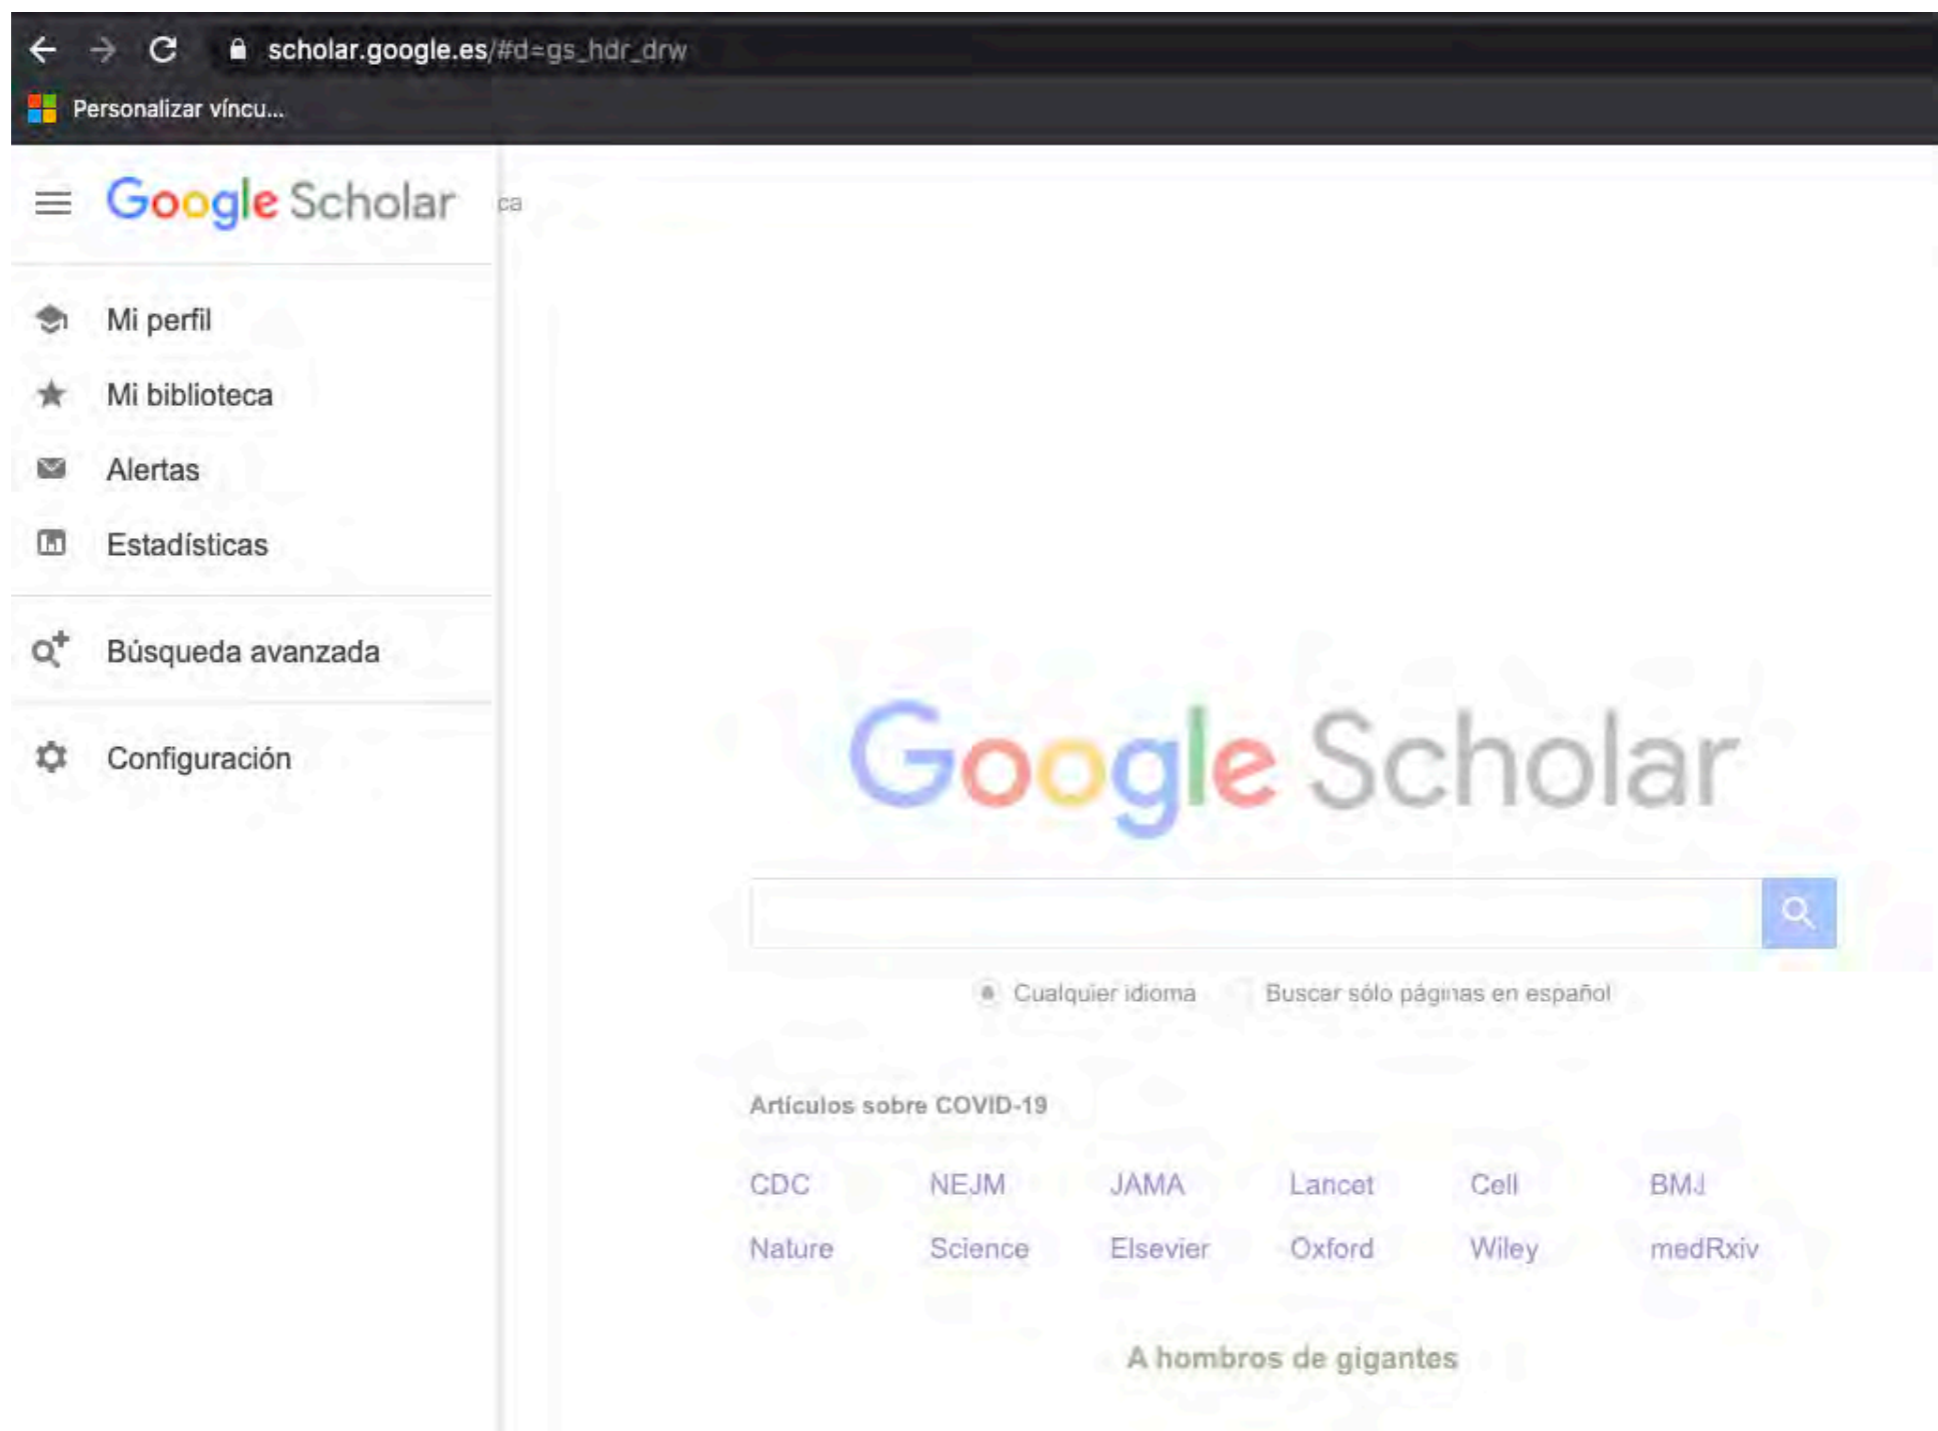 scholar.google.es/#d=gs_hdr_drw
Personalizar víncu...
Google Scholar
ca
Mi perfil
Mi biblioteca
Alertas
Estadísticas
Búsqueda avanzada
Configuración
Google Scholar
Cualquier idioma Buscar sólo páginas en español
Artículos sobre COVID-19
CDC NEJM JAMA Lancet Cell BMJ
Nature Science Elsevier Oxford Wiley medRxiv
A hombros de gigantes